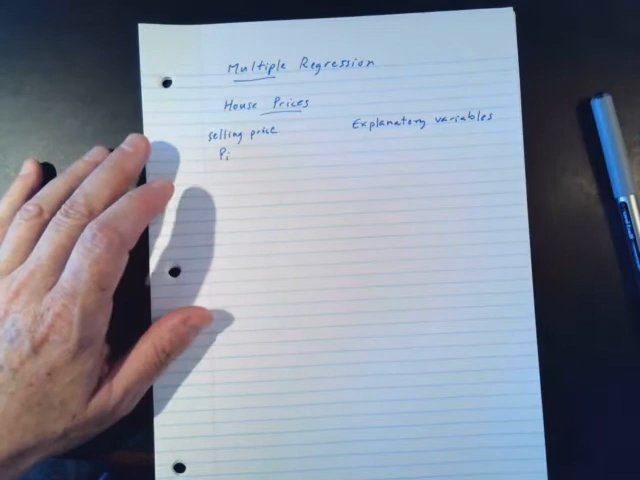 Multiple Regression
House Prices
selling price Explanatory variables
Pi